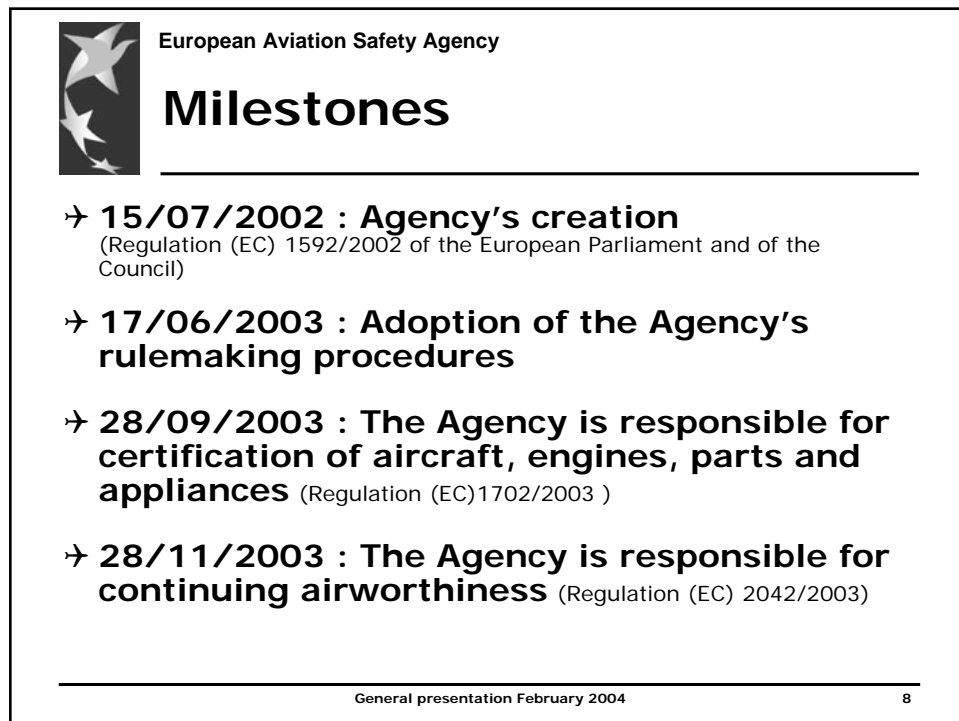 European Aviation Safety Agency
Milestones
15/07/2002 : Agency's creation
(Regulation (EC) 1592/2002 of the European Parliament and of the
Council)
17/06/2003 : Adoption of the Agency's
rulemaking procedures
28/09/2003 : The Agency is responsible for
certification of aircraft, engines, parts and
appliances (Regulation (EC)1702/2003 )
28/11/2003 : The Agency is responsible for
continuing airworthiness (Regulation (EC) 2042/2003)
General presentation February 2004 8